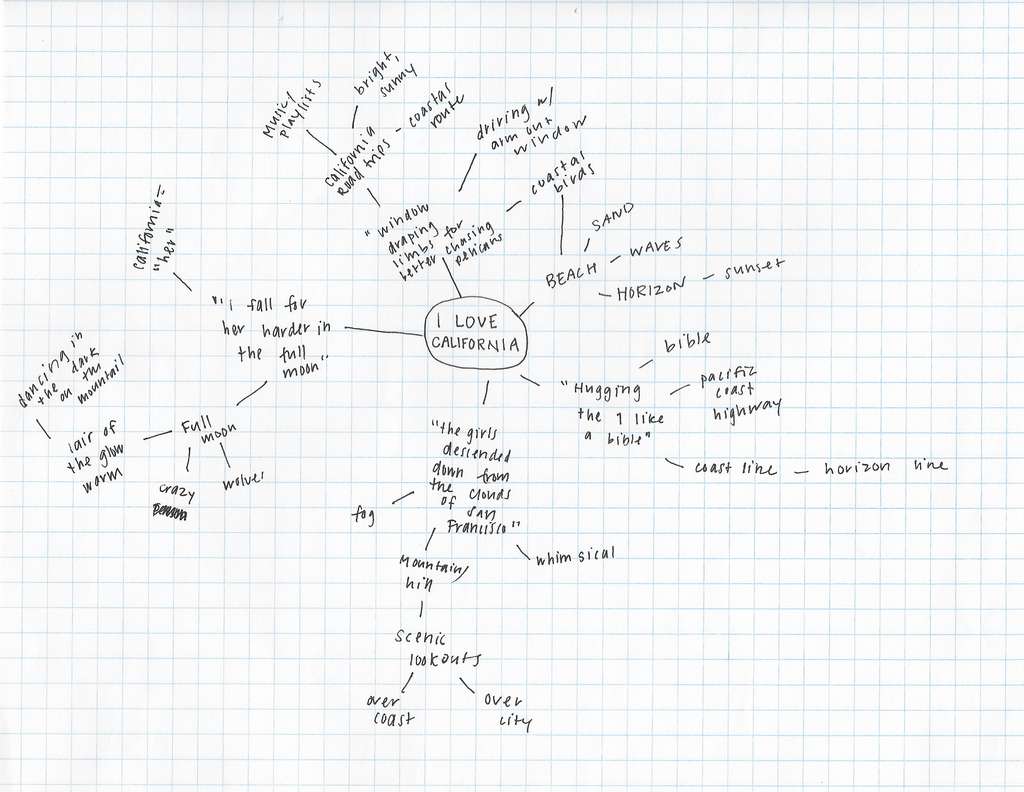 Music/
playlists
bright,
sunny
California
Road trips
coastal
route
driving w/
arm out
window
"window
draping
limbs for
better chasing
pelicans
coastal
birds
SAND
BEACH
WAVES
HORIZON
sunset
California=
"her"
"i fall for
her harder in
the full
moon"
I LOVE
CALIFORNIA
"Hugging
the 1 like
a bible"
bible
pacific
coast
highway
coast line
horizon line
dancing in
the dark
on the
mountail
lair of
the glow
warm
Full
moon
crazy
wolves
"the girls
descended
down from
the clouds
of San
Francisco"
fog
whimsical
Mountain/
hill
scenic
lookouts
over
coast
over
city